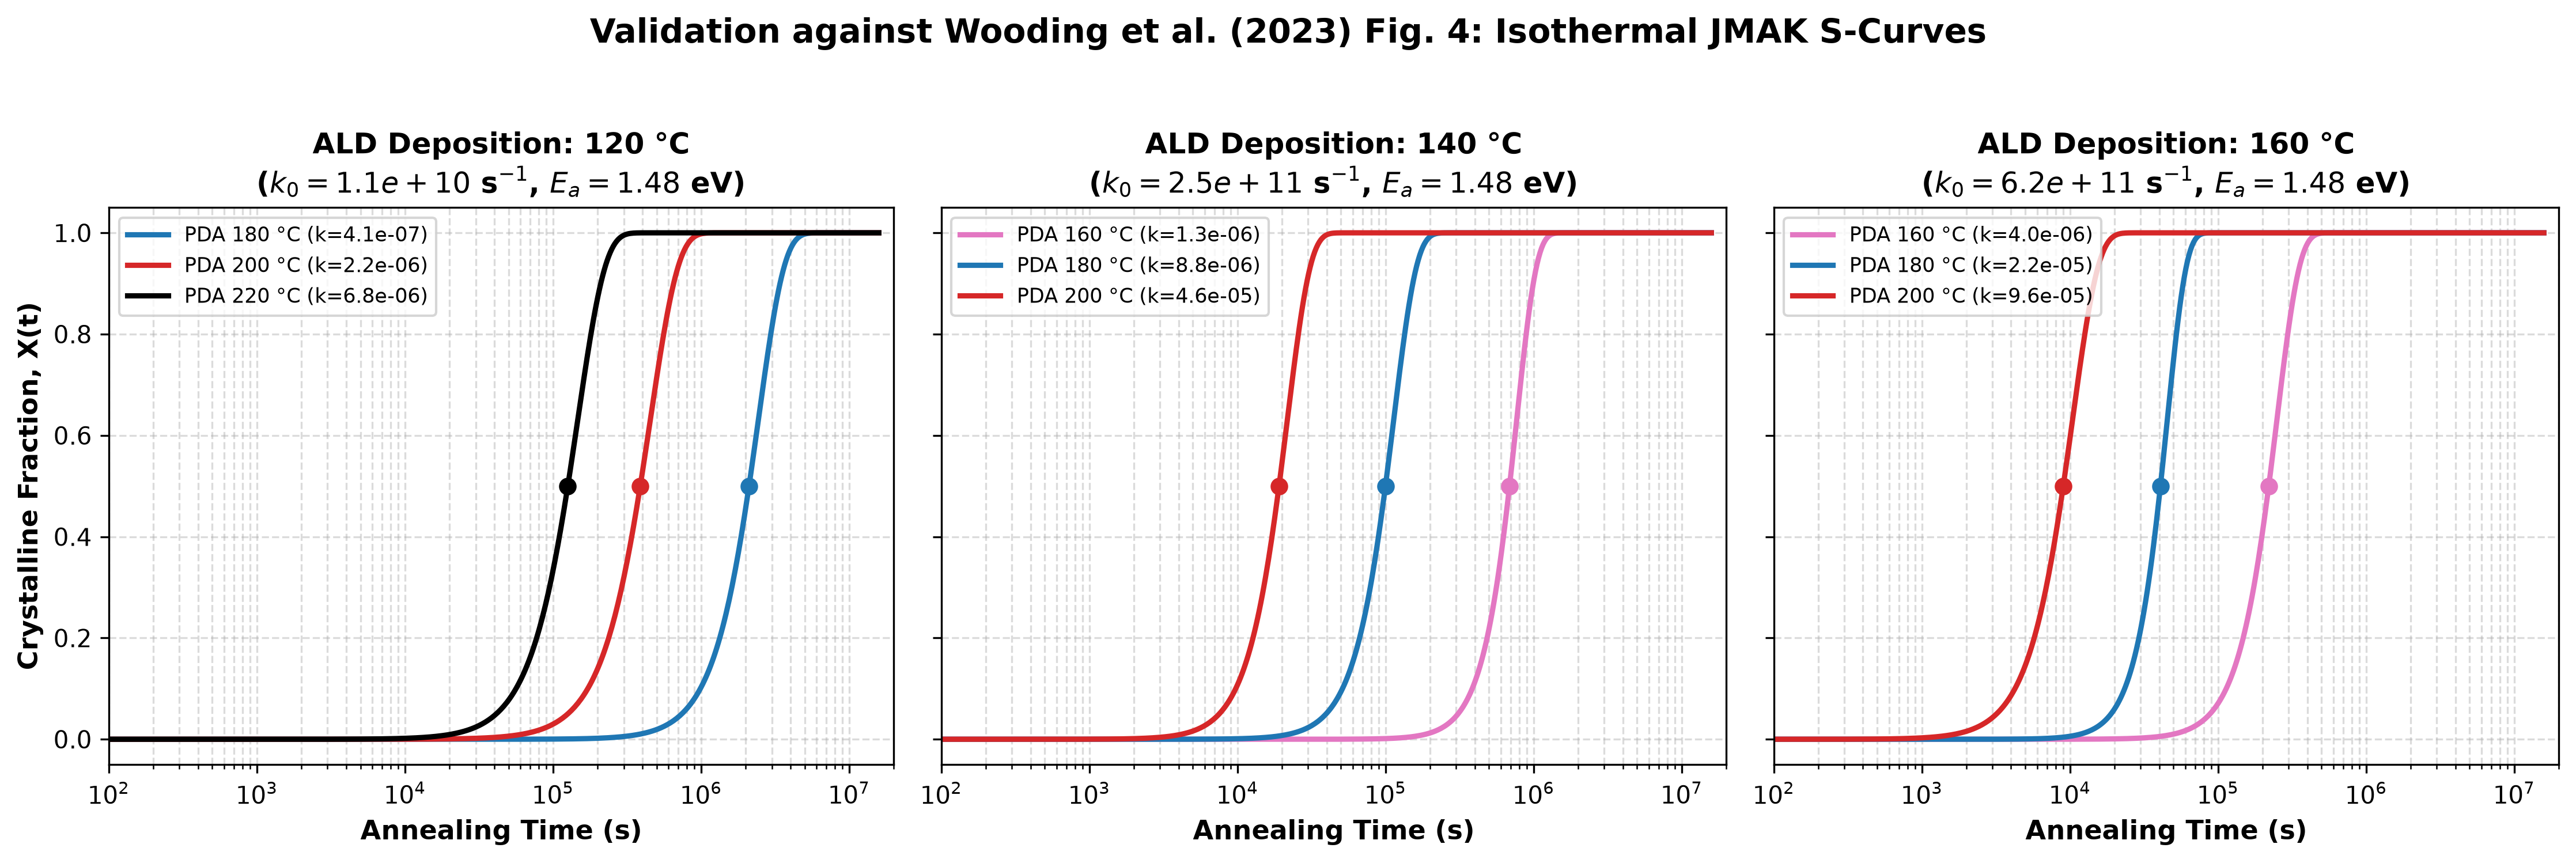 Validation against Wooding et al. (2023) Fig. 4: Isothermal JMAK S-Curves
ALD Deposition: 120 °C
(k₀ = 1.1e + 10 s⁻¹, Eₐ = 1.48 eV)
PDA 180 °C (k=4.1e-07)
PDA 200 °C (k=2.2e-06)
PDA 220 °C (k=6.8e-06)
Crystalline Fraction, X(t)
1.0
0.8
0.6
0.4
0.2
0.0
10² 10³ 10⁴ 10⁵ 10⁶ 10⁷
Annealing Time (s)
ALD Deposition: 140 °C
(k₀ = 2.5e + 11 s⁻¹, Eₐ = 1.48 eV)
PDA 160 °C (k=1.3e-06)
PDA 180 °C (k=8.8e-06)
PDA 200 °C (k=4.6e-05)
10² 10³ 10⁴ 10⁵ 10⁶ 10⁷
Annealing Time (s)
ALD Deposition: 160 °C
(k₀ = 6.2e + 11 s⁻¹, Eₐ = 1.48 eV)
PDA 160 °C (k=4.0e-06)
PDA 180 °C (k=2.2e-05)
PDA 200 °C (k=9.6e-05)
10² 10³ 10⁴ 10⁵ 10⁶ 10⁷
Annealing Time (s)